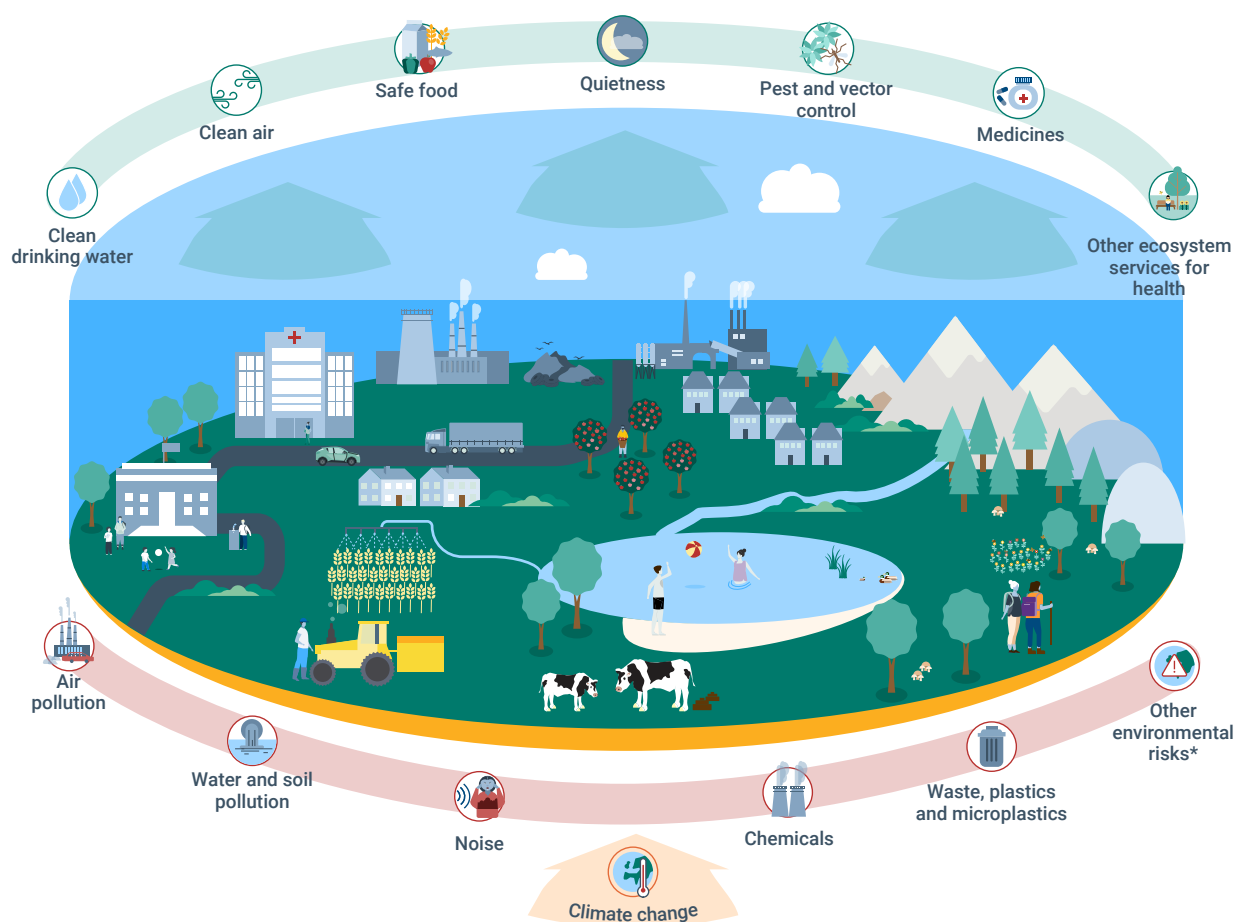 Quietness
Safe food
Pest and vector
control
Clean air
Medicines
Clean
drinking water
Other ecosystem
services for
health
Air
pollution
Other
environmental
risks*
Water and soil
pollution
Waste, plastics
and microplastics
Noise
Chemicals
Climate change